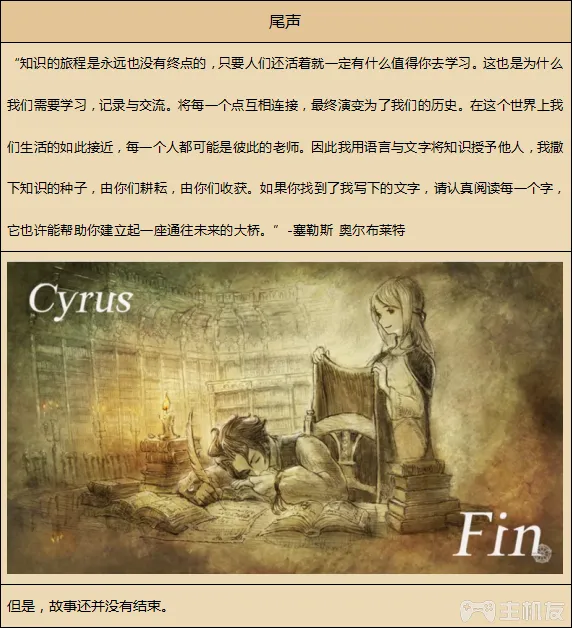 尾声
“知识的旅程是永远也没有终点的，只要人们还活着就一定有什么值得你去学习。这也是为什么
我们需要学习，记录与交流。将每一个点互相连接，最终演变为了我们的历史。在这个世界上我
们生活的如此接近，每一个人都可能是彼此的老师。因此我用语言与文字将知识授予他人，我撒
下知识的种子，由你们耕耘，由你们收获。如果你找到了我写下的文字，请认真阅读每一个字，
它也许能帮助你建立起一座通往未来的大桥。”-塞勒斯 奥尔布莱特
Cyrus
Fin
但是，故事还并没有结束。
主机友